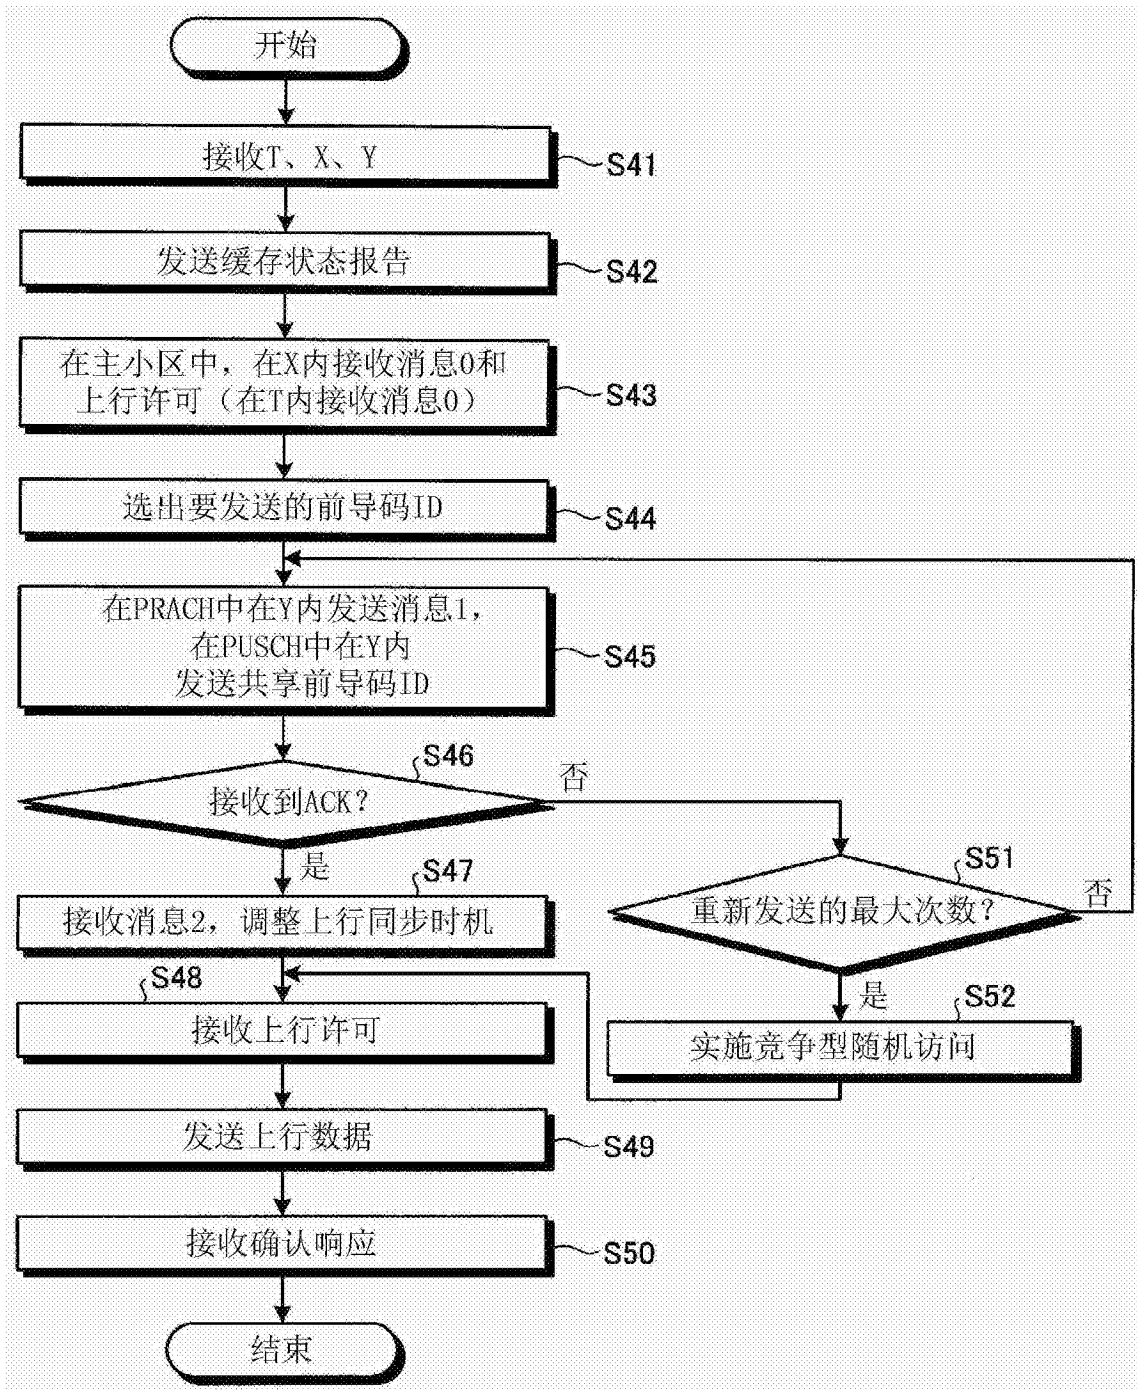 开始
接收T、X、Y
S41
发送缓存状态报告
S42
在主小区中，在X内接收消息0和
上行许可（在T内接收消息0）
S43
选出要发送的前导码ID
S44
在PRACH中在Y内发送消息1，
在PUSCH中在Y内
发送共享前导码ID
S45
S46
接收到ACK？
否
是
S47
接收消息2，调整上行同步时机
S51
重新发送的最大次数？
否
是
S48
接收上行许可
S52
实施竞争型随机访问
发送上行数据
S49
接收确认响应
S50
结束